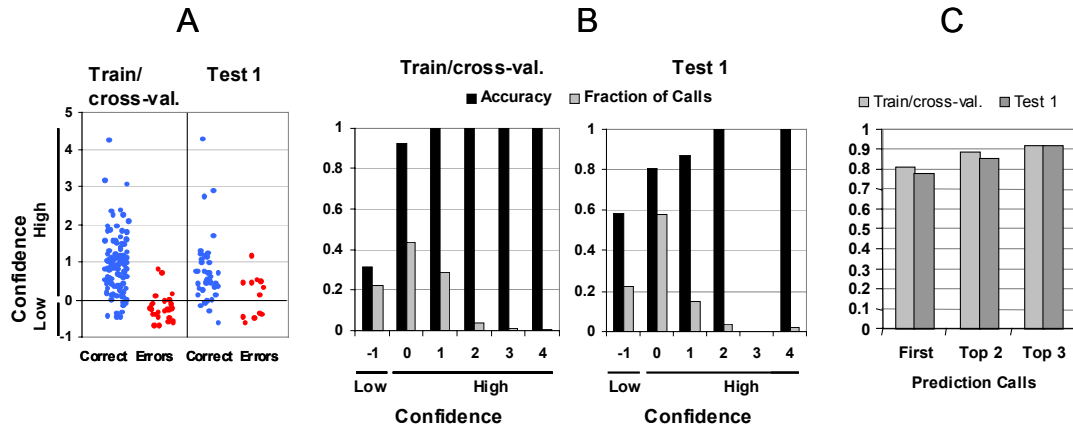 A
B
C
Train/
cross-val.
Test 1
5
4
3
2
1
0
-1
Confidence
Low High
Correct Errors Correct Errors
Train/cross-val. Test 1
Accuracy Fraction of Calls
1
0.8
0.6
0.4
0.2
0
-1 0 1 2 3 4
Low High
Confidence
1
0.8
0.6
0.4
0.2
0
-1 0 1 2 3 4
Low High
Confidence
Train/cross-val. Test 1
1
0.9
0.8
0.7
0.6
0.5
0.4
0.3
0.2
0.1
0
First Top 2 Top 3
Prediction Calls